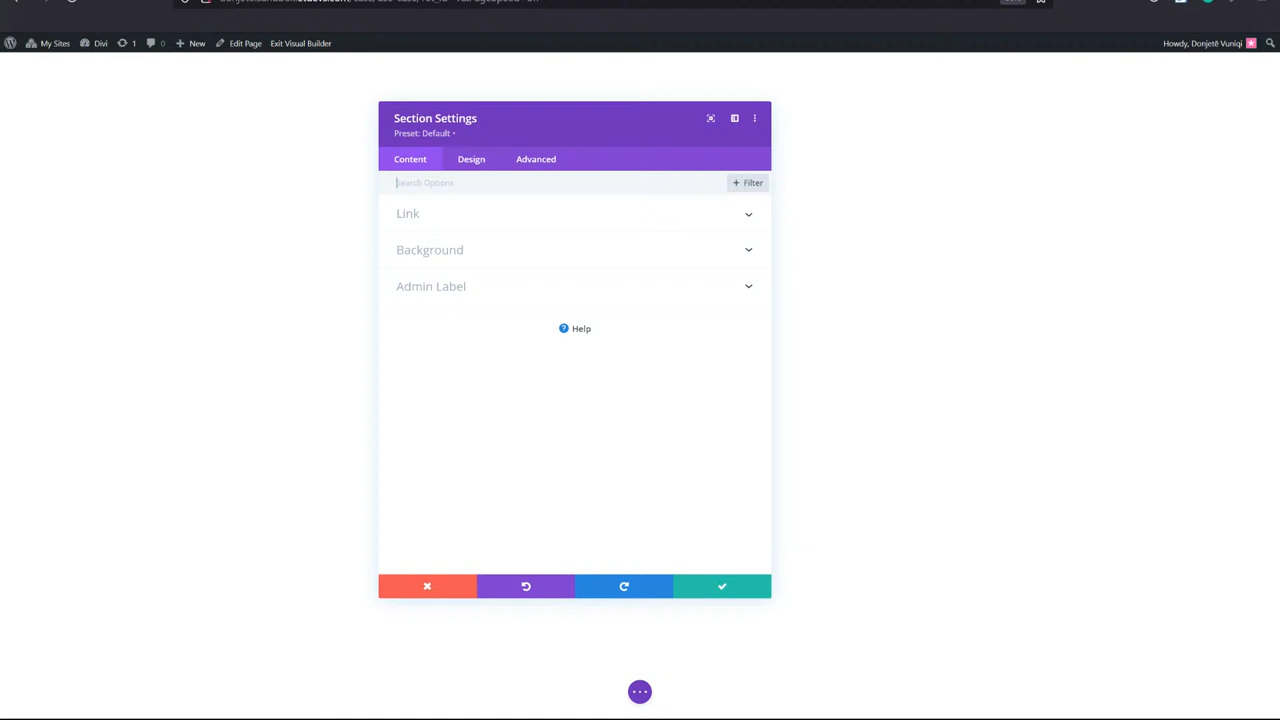 My Sites Divi 1 0 New Edit Page Exit Visual Builder Howdy, Donjetë Vuniqi
Section Settings
Preset: Default
Content Design Advanced
Search Options + Filter
Link
Background
Admin Label
? Help